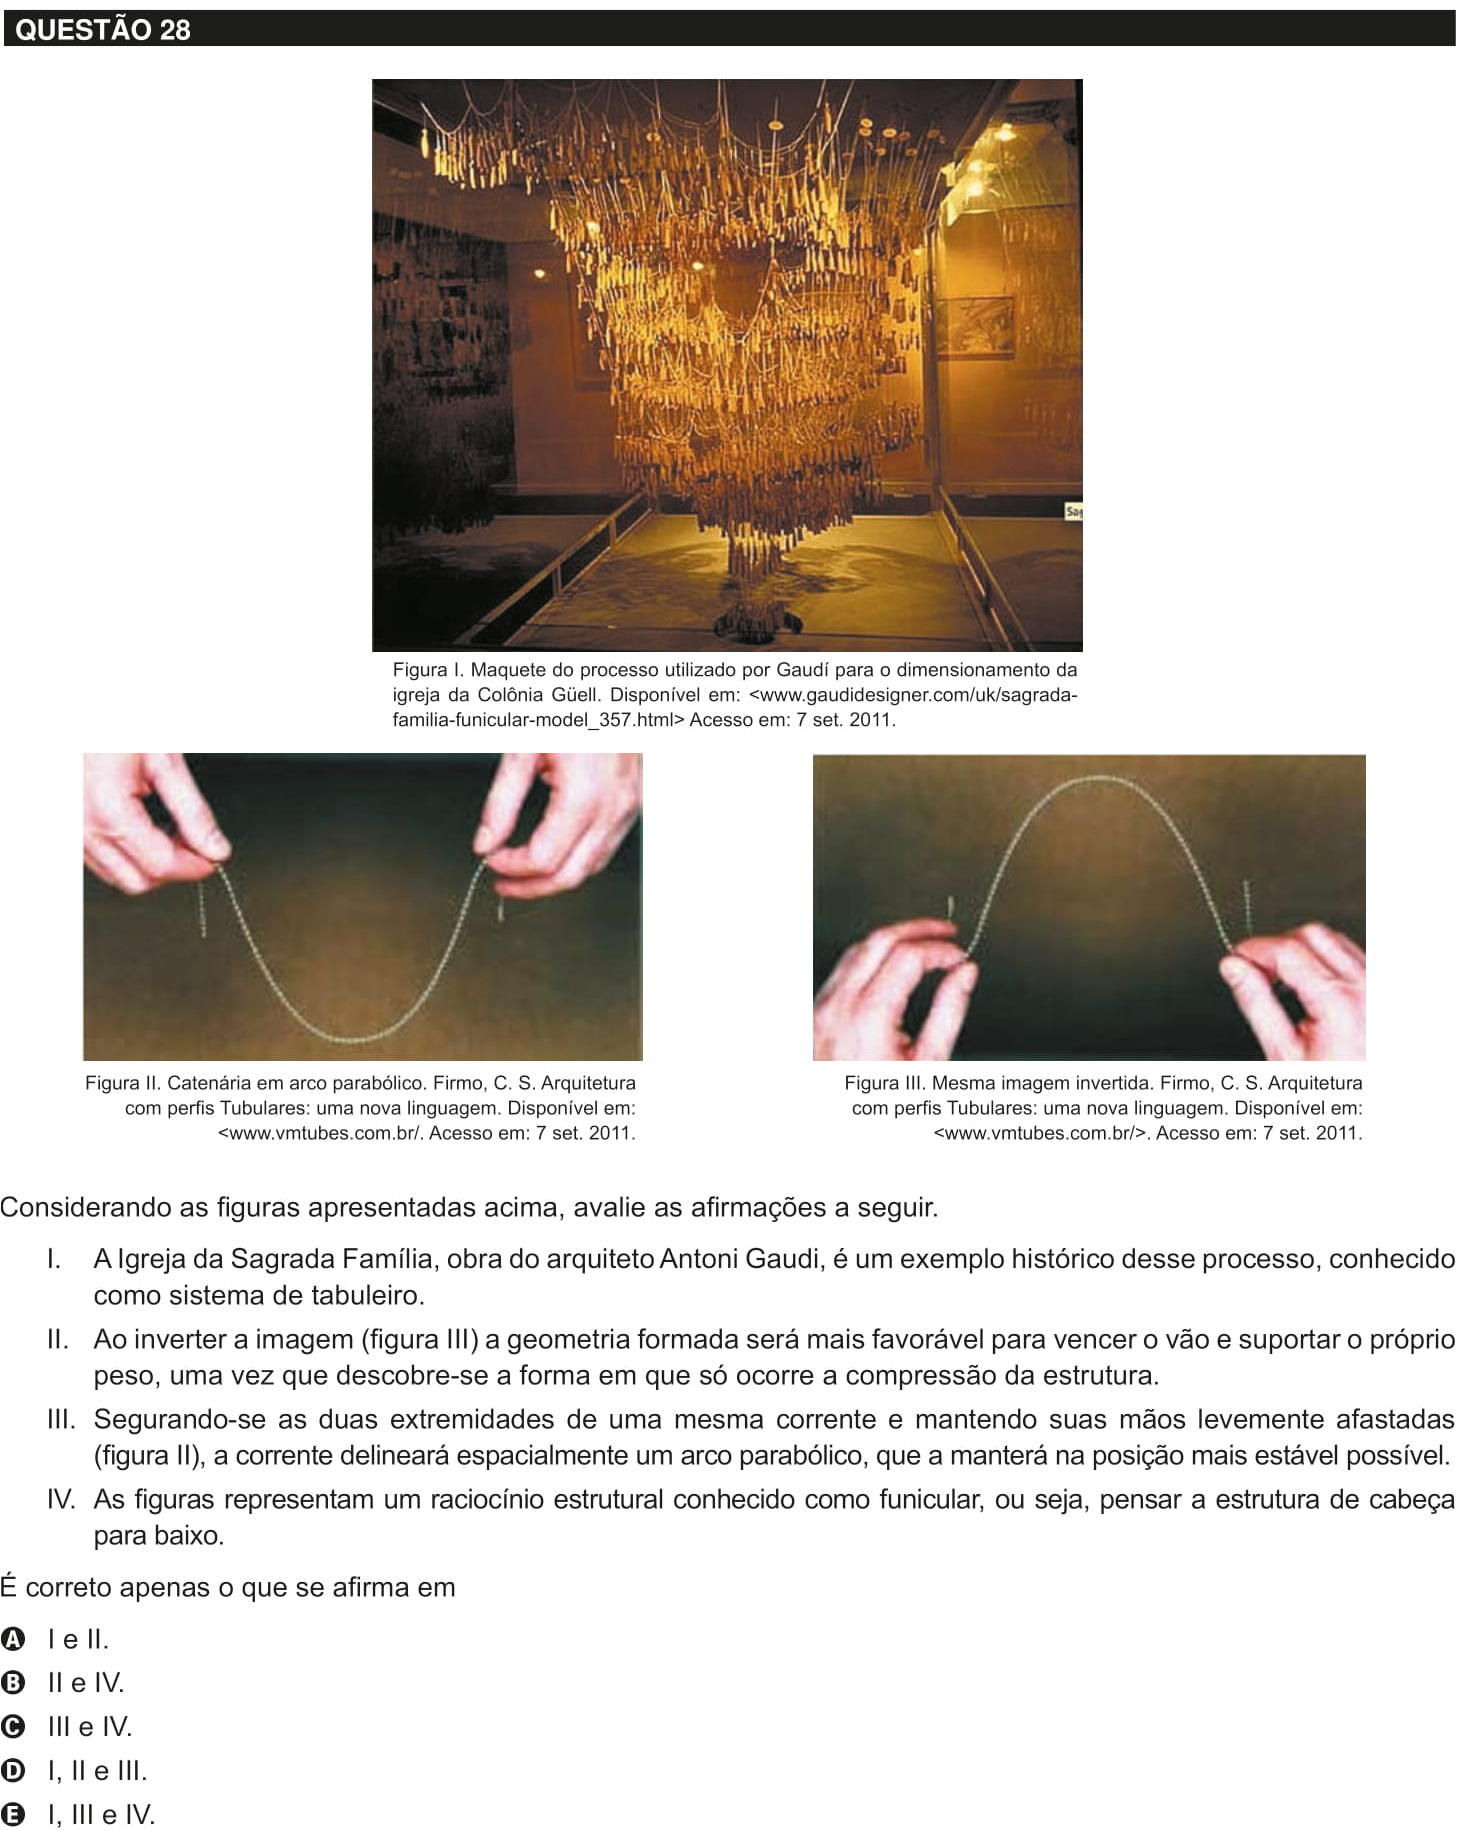 QUESTÃO 28
Figura I. Maquete do processo utilizado por Gaudí para o dimensionamento da
igreja da Colônia Güell. Disponível em: <www.gaudidesigner.com/uk/sagrada-
familia-funicular-model_357.html> Acesso em: 7 set. 2011.
Figura II. Catenária em arco parabólico. Firmo, C. S. Arquitetura
com perfis Tubulares: uma nova linguagem. Disponível em:
<www.vmtubes.com.br/. Acesso em: 7 set. 2011.
Figura III. Mesma imagem invertida. Firmo, C. S. Arquitetura
com perfis Tubulares: uma nova linguagem. Disponível em:
<www.vmtubes.com.br/>. Acesso em: 7 set. 2011.
Considerando as figuras apresentadas acima, avalie as afirmações a seguir.
I. A Igreja da Sagrada Família, obra do arquiteto Antoni Gaudi, é um exemplo histórico desse processo, conhecido
como sistema de tabuleiro.
II. Ao inverter a imagem (figura III) a geometria formada será mais favorável para vencer o vão e suportar o próprio
peso, uma vez que descobre-se a forma em que só ocorre a compressão da estrutura.
III. Segurando-se as duas extremidades de uma mesma corrente e mantendo suas mãos levemente afastadas
(figura II), a corrente delineará espacialmente um arco parabólico, que a manterá na posição mais estável possível.
IV. As figuras representam um raciocínio estrutural conhecido como funicular, ou seja, pensar a estrutura de cabeça
para baixo.
É correto apenas o que se afirma em
A I e II.
B II e IV.
C III e IV.
D I, II e III.
E I, III e IV.